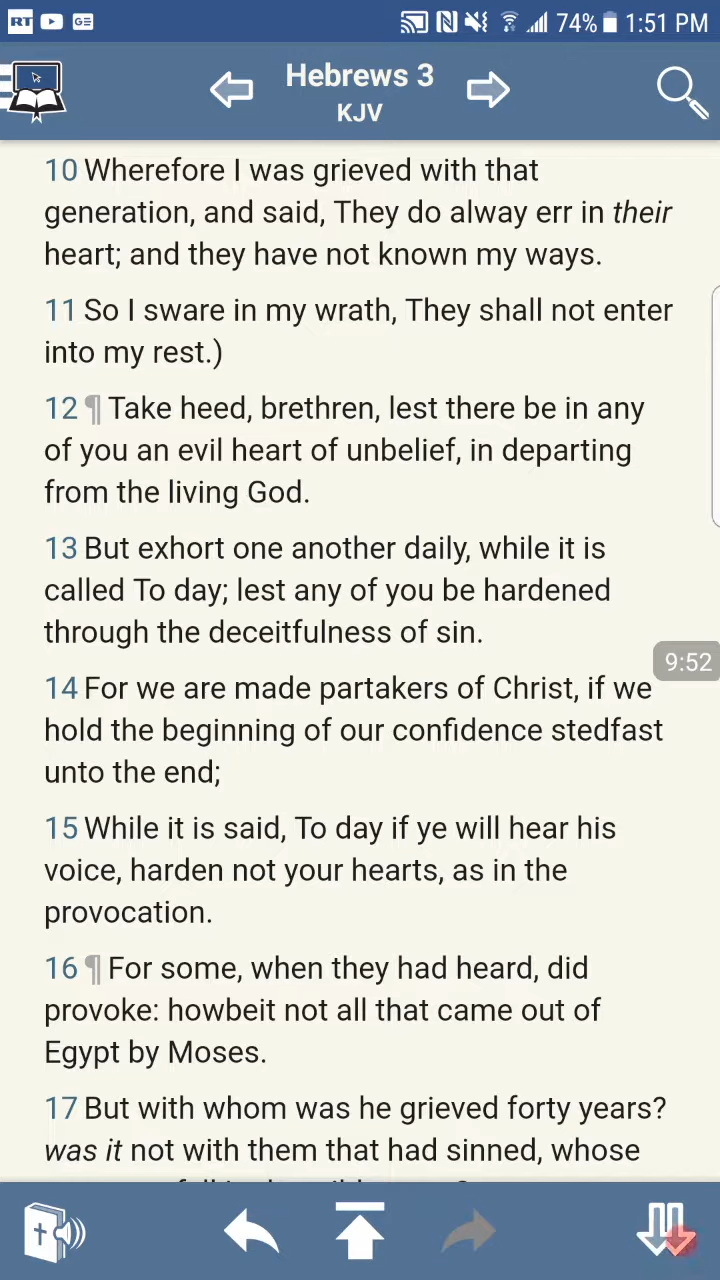 RT GE 74% 1:51 PM
Hebrews 3
KJV
10 Wherefore I was grieved with that
generation, and said, They do alway err in their
heart; and they have not known my ways.
11 So I sware in my wrath, They shall not enter
into my rest.)
12 ¶ Take heed, brethren, lest there be in any
of you an evil heart of unbelief, in departing
from the living God.
13 But exhort one another daily, while it is
called To day; lest any of you be hardened
through the deceitfulness of sin.
9:52
14 For we are made partakers of Christ, if we
hold the beginning of our confidence stedfast
unto the end;
15 While it is said, To day if ye will hear his
voice, harden not your hearts, as in the
provocation.
16 ¶ For some, when they had heard, did
provoke: howbeit not all that came out of
Egypt by Moses.
17 But with whom was he grieved forty years?
was it not with them that had sinned, whose